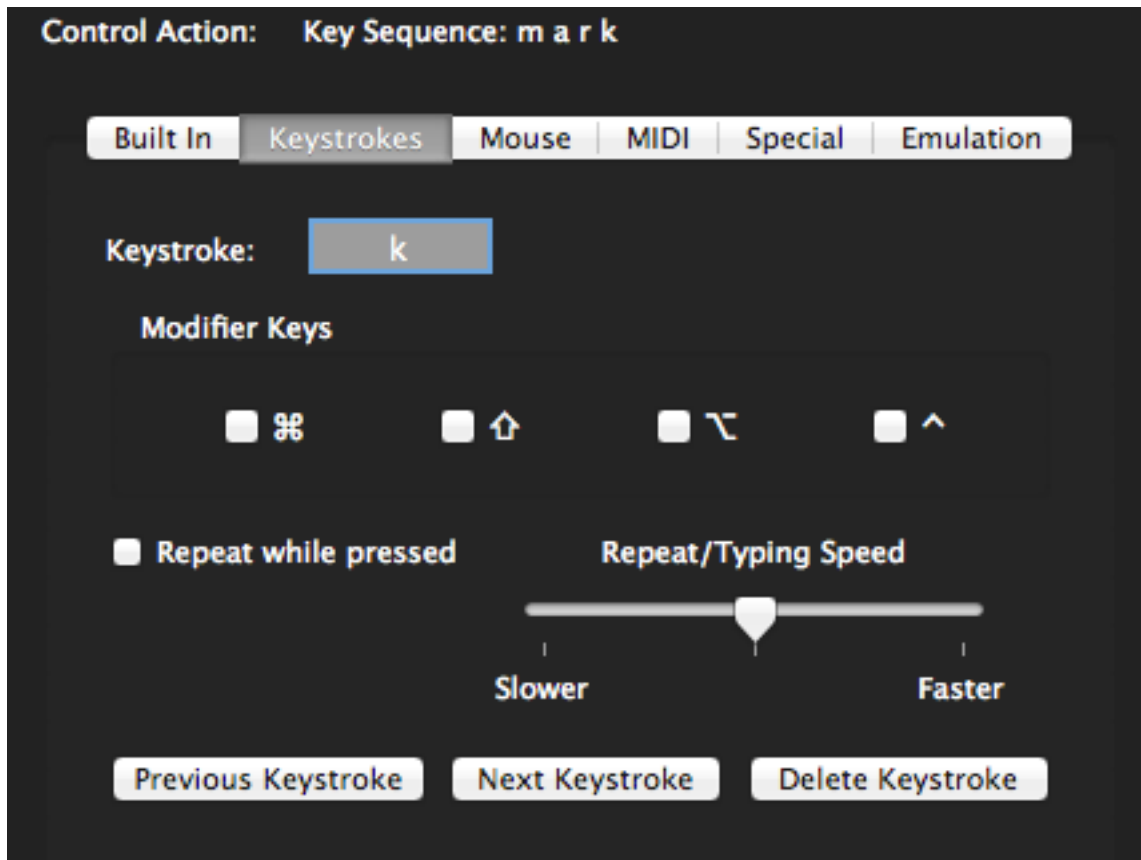 Control Action: Key Sequence: m a r k
Built In Keystrokes Mouse MIDI Special Emulation
Keystroke: k
Modifier Keys
⌘ ⇧ ⌥ ^
Repeat while pressed Repeat/Typing Speed
Slower Faster
Previous Keystroke Next Keystroke Delete Keystroke